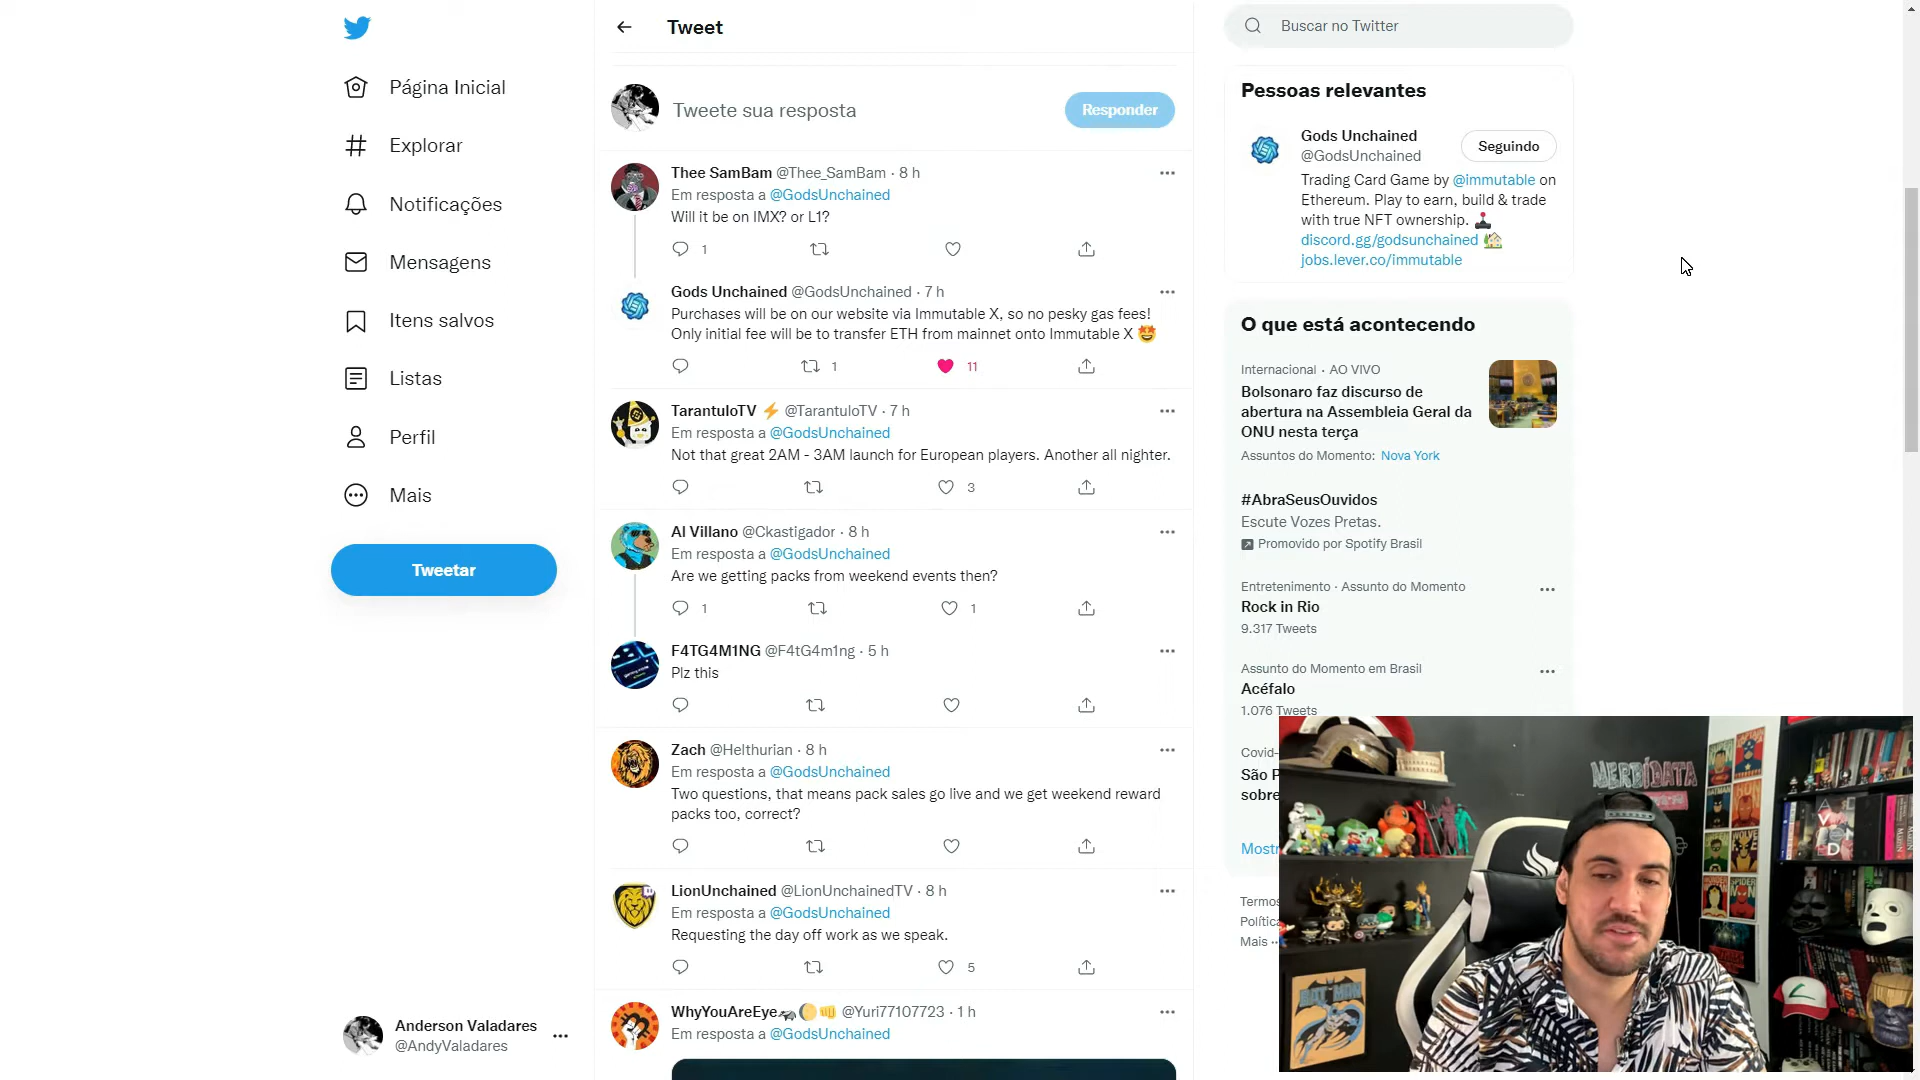 Página Inicial
Explorar
Notificações
Mensagens
Itens salvos
Listas
Perfil
Mais
Tweetar
Anderson Valadares
@AndyValadares
Tweet
Tweete sua resposta
Responder
Thee SamBam @Thee_SamBam · 8 h
Em resposta a @GodsUnchained
Will it be on IMX? or L1?
1
Gods Unchained @GodsUnchained · 7 h
Purchases will be on our website via Immutable X, so no pesky gas fees!
Only initial fee will be to transfer ETH from mainnet onto Immutable X
1 11
TarantuloTV @TarantuloTV · 7 h
Em resposta a @GodsUnchained
Not that great 2AM - 3AM launch for European players. Another all nighter.
3
Al Villano @Ckastigador · 8 h
Em resposta a @GodsUnchained
Are we getting packs from weekend events then?
1 1
F4TG4M1NG @F4tG4m1ng · 5 h
Plz this
Zach @Helthurian · 8 h
Em resposta a @GodsUnchained
Two questions, that means pack sales go live and we get weekend reward
packs too, correct?
LionUnchained @LionUnchainedTV · 8 h
Em resposta a @GodsUnchained
Requesting the day off work as we speak.
5
WhyYouAreEye @Yuri77107723 · 1 h
Em resposta a @GodsUnchained
Buscar no Twitter
Pessoas relevantes
Gods Unchained
@GodsUnchained
Seguindo
Trading Card Game by @immutable on
Ethereum. Play to earn, build & trade
with true NFT ownership.
discord.gg/godsunchained
jobs.lever.co/immutable
O que está acontecendo
Internacional · AO VIVO
Bolsonaro faz discurso de
abertura na Assembleia Geral da
ONU nesta terça
Assuntos do Momento: Nova York
#AbraSeusOuvidos
Escute Vozes Pretas.
Promovido por Spotify Brasil
Entretenimento · Assunto do Momento
Rock in Rio
9.317 Tweets
Assunto do Momento em Brasil
Acéfalo
1.076 Tweets
Covid-
São P
sobre
Mostr
Termos
Política
Mais ··
NERDIDATA
BATMAN